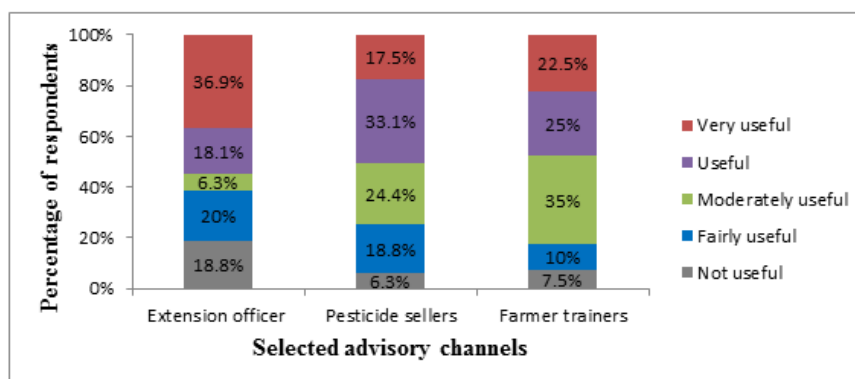 100%
80%
60%
40%
20%
0%
Percentage of respondents
36.9%
18.1%
6.3%
20%
18.8%
17.5%
33.1%
24.4%
18.8%
6.3%
22.5%
25%
35%
10%
7.5%
Extension officer
Pesticide sellers
Farmer trainers
Selected advisory channels
Very useful
Useful
Moderately useful
Fairly useful
Not useful